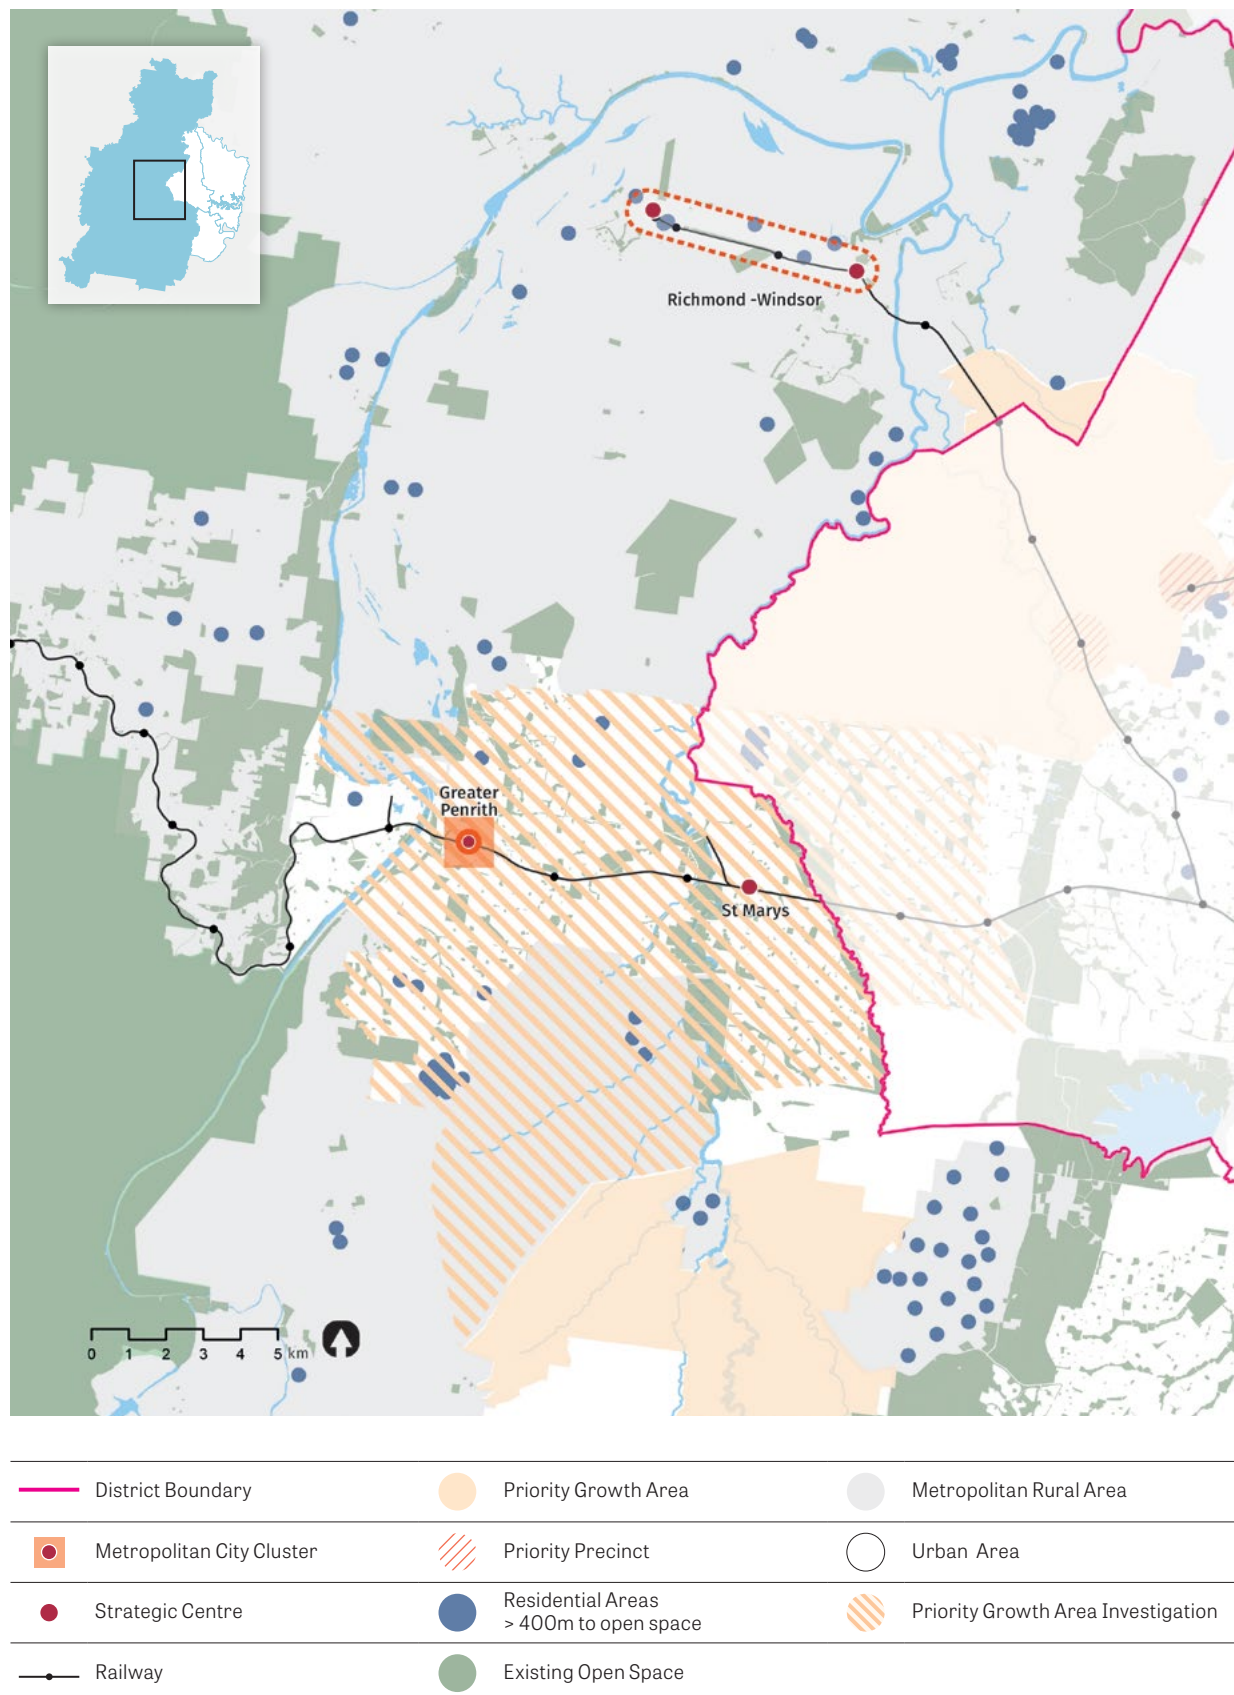 Richmond -Windsor
Greater
Penrith
St Marys
0 1 2 3 4 5 km
District Boundary
Priority Growth Area
Metropolitan Rural Area
Metropolitan City Cluster
Priority Precinct
Urban Area
Strategic Centre
Residential Areas
> 400m to open space
Priority Growth Area Investigation
Railway
Existing Open Space